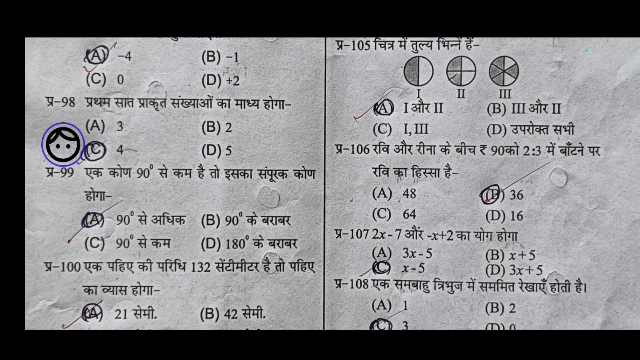 (A) -4 (B) -1
(C) 0 (D) +2
प्र-98 प्रथम सात प्राकृत संख्याओं का माध्य होगा-
(A) 3 (B) 2
(C) 4 (D) 5
प्र-99 एक कोण 90° से कम है तो इसका संपूरक कोण
होगा-
(A) 90° से अधिक (B) 90° के बराबर
(C) 90° से कम (D) 180° के बराबर
प्र-100 एक पहिए की परिधि 132 सेंटीमीटर है तो पहिए
का व्यास होगा-
(A) 21 सेमी. (B) 42 सेमी.
प्र-105 चित्र में तुल्य भिन्नें हैं-
I II III
(A) I और II (B) III और II
(C) I, III (D) उपरोक्त सभी
प्र-106 रवि और रीना के बीच ₹ 90को 2:3 में बाँटने पर
रवि का हिस्सा है-
(A) 48 (B) 36
(C) 64 (D) 16
प्र-107 2x-7 और -x+2 का योग होगा
(A) 3x-5 (B) x+5
(C) x-5 (D) 3x+5
प्र-108 एक समबाहु त्रिभुज में सममित रेखाएँ होती है।
(A) 1 (B) 2
(C) 3 (D) 0